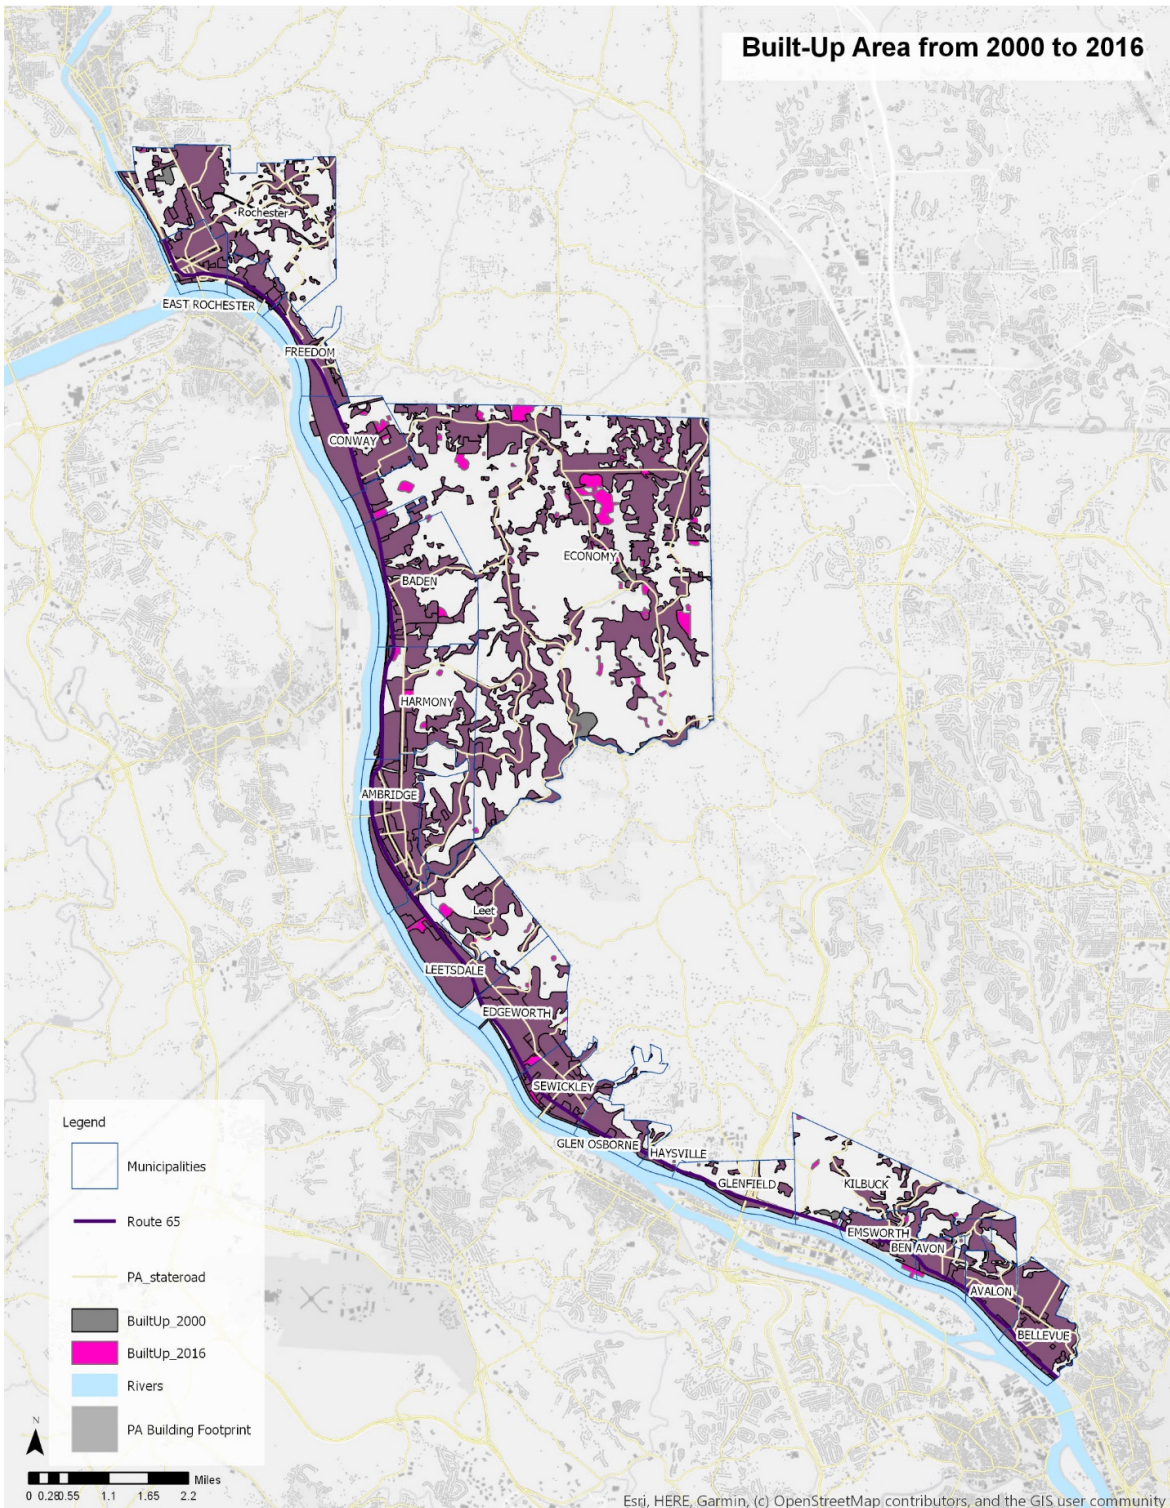 Built-Up Area from 2000 to 2016
Rochester
EAST ROCHESTER
FREEDOM
CONWAY
ECONOMY
BADEN
HARMONY
AMBRIDGE
Leet
LEETSDALE
EDGEWORTH
SEWICKLEY
GLEN OSBORNE
HAYSVILLE
GLENFIELD
KILBUCK
EMSWORTH
BEN AVON
AVALON
BELLEVUE
Legend
Municipalities
Route 65
PA_stateroad
BuiltUp_2000
BuiltUp_2016
Rivers
PA Building Footprint
N
Miles
0 0.28 0.55 1.1 1.65 2.2
Esri, HERE, Garmin, (c) OpenStreetMap contributors, and the GIS user community